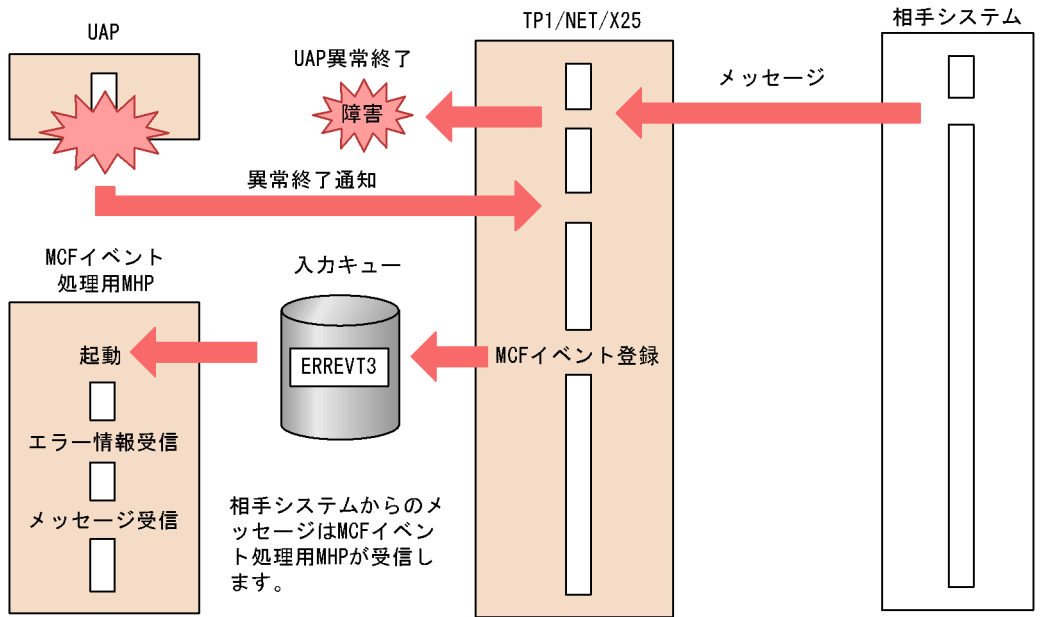 UAP
TP1/NET/X25
相手システム
UAP異常終了
障害
メッセージ
異常終了通知
MCFイベント
処理用MHP
入力キュー
起動
ERREVT3
MCFイベント登録
エラー情報受信
メッセージ受信
相手システムからのメ
ッセージはMCFイベン
ト処理用MHPが受信し
ます。